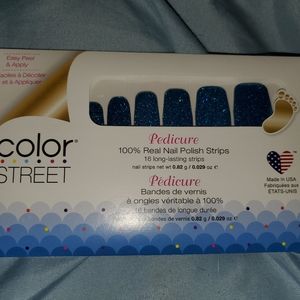 Easy Peel
& Apply
Faciles à Décoller
et à Appliquer
color
STREET
Pedicure
100% Real Nail Polish Strips
16 long-lasting strips
nail strips net wt 0.82 g / 0.029 oz e
Pédicure
Bandes de vernis
à ongles véritable à 100%
16 bandes de longue durée
bandes de vernis 0.82 g / 0.029 oz e
Made in USA
Fabriquées aux
ÉTATS-UNIS